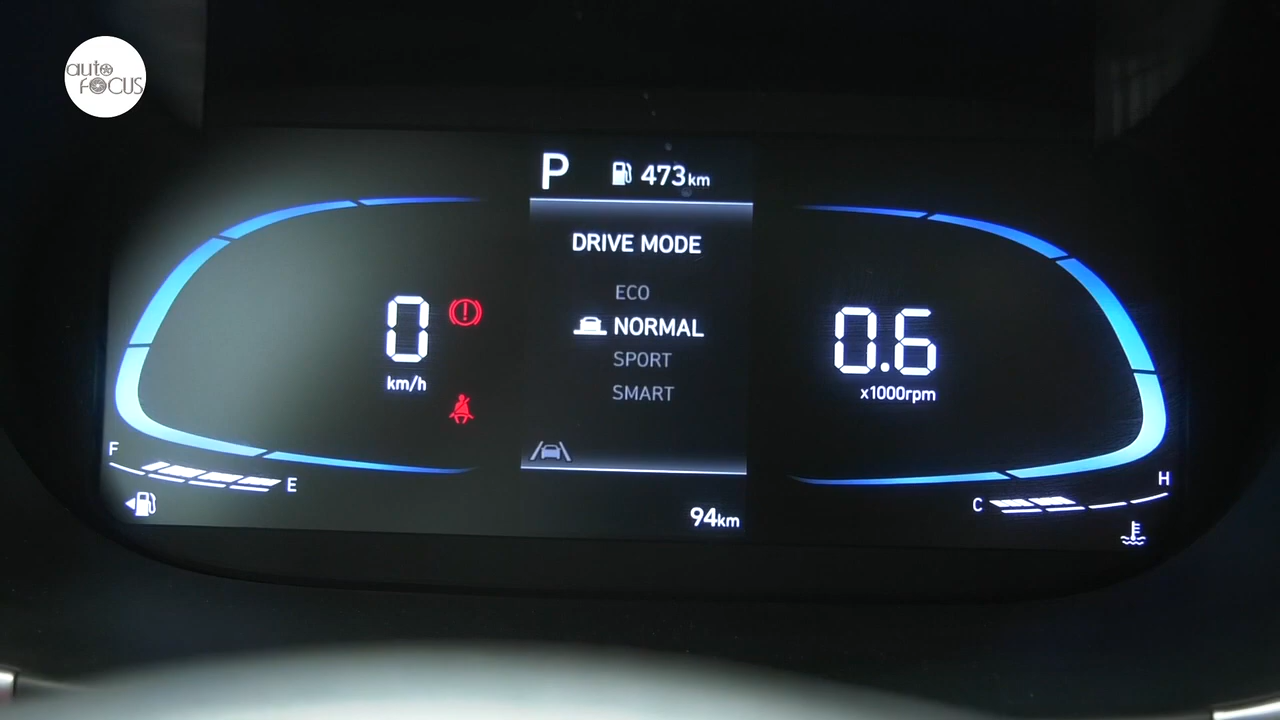 auto
FOCUS
P 473km
DRIVE MODE
ECO
NORMAL
SPORT
SMART
0
km/h
0.6
x1000rpm
F
E
C
H
94km